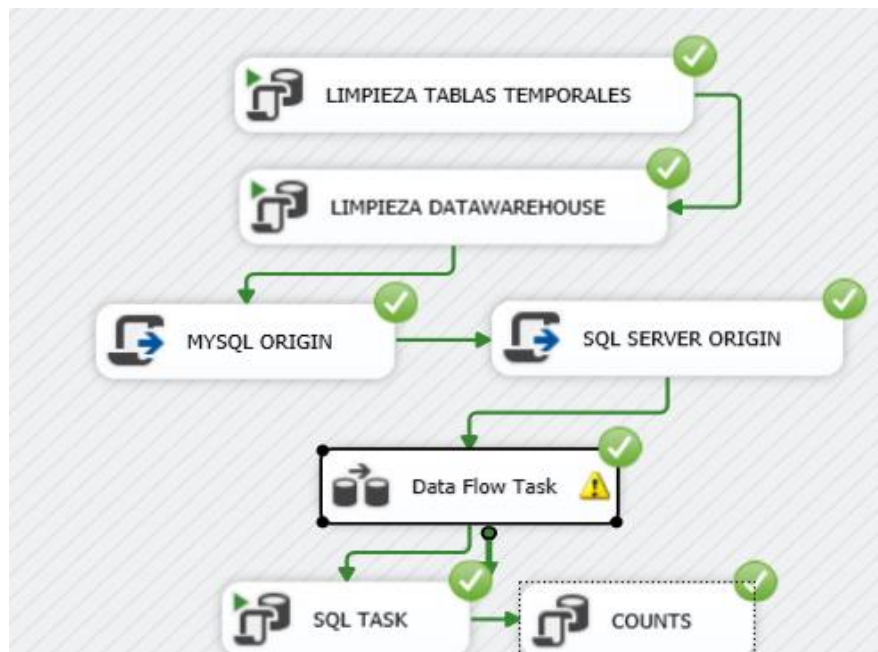 LIMPIEZA TABLAS TEMPORALES
LIMPIEZA DATAWAREHOUSE
MYSQL ORIGIN
SQL SERVER ORIGIN
Data Flow Task
SQL TASK
COUNTS